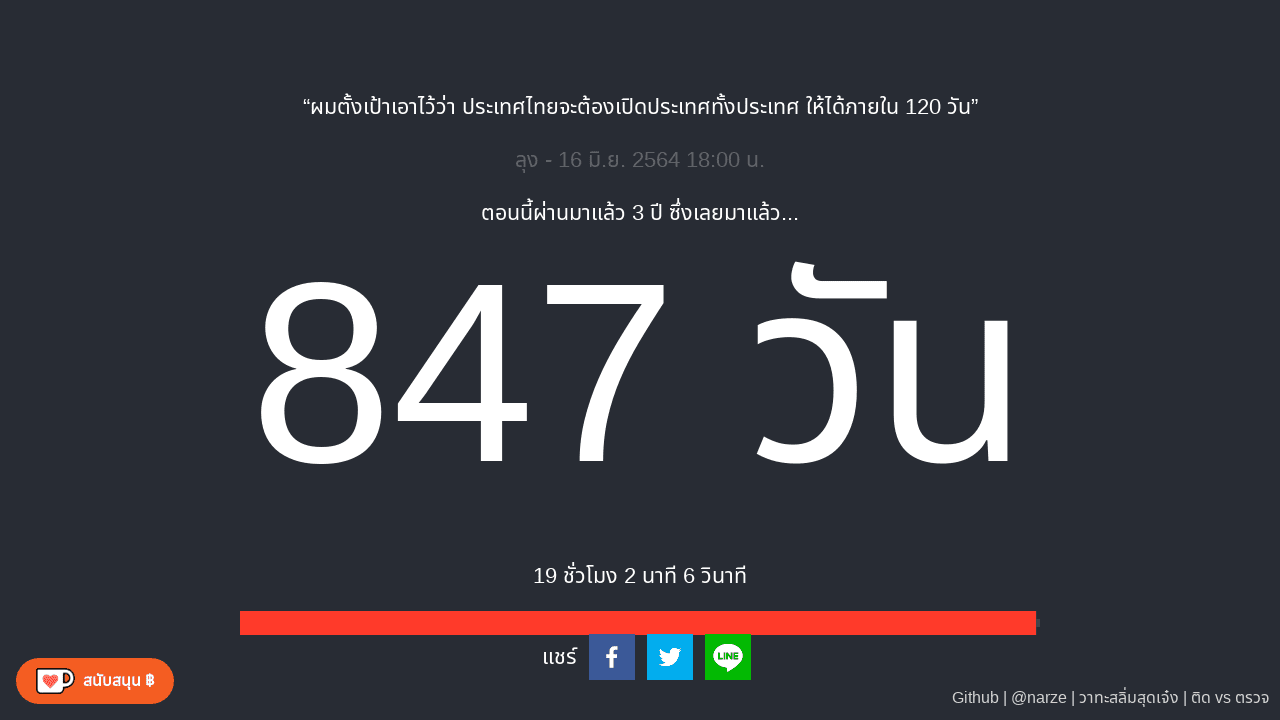 “ผมตั้งเป้าเอาไว้ว่า ประเทศไทยจะต้องเปิดประเทศทั้งประเทศ ให้ได้ภายใน 120 วัน”
ลุง - 16 มิ.ย. 2564 18:00 น.
ตอนนี้ผ่านมาแล้ว 3 ปี ซึ่งเลยมาแล้ว...
847 วัน
19 ชั่วโมง 2 นาที 6 วินาที
แชร์
LINE
สนับสนุน ฿
Github | @narze | วาทะสลิ่มสุดเจ๋ง | ติด vs ตรวจ